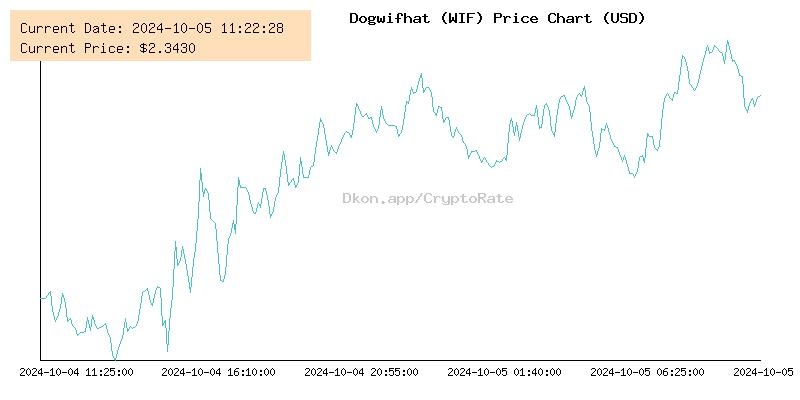 Dogwifhat (WIF) Price Chart (USD)
Current Date: 2024-10-05 11:22:28
Current Price: $2.3430
Dkon.app/CryptoRate
2024-10-04 11:25:00 2024-10-04 16:10:00 2024-10-04 20:55:00 2024-10-05 01:40:00 2024-10-05 06:25:00 2024-10-05